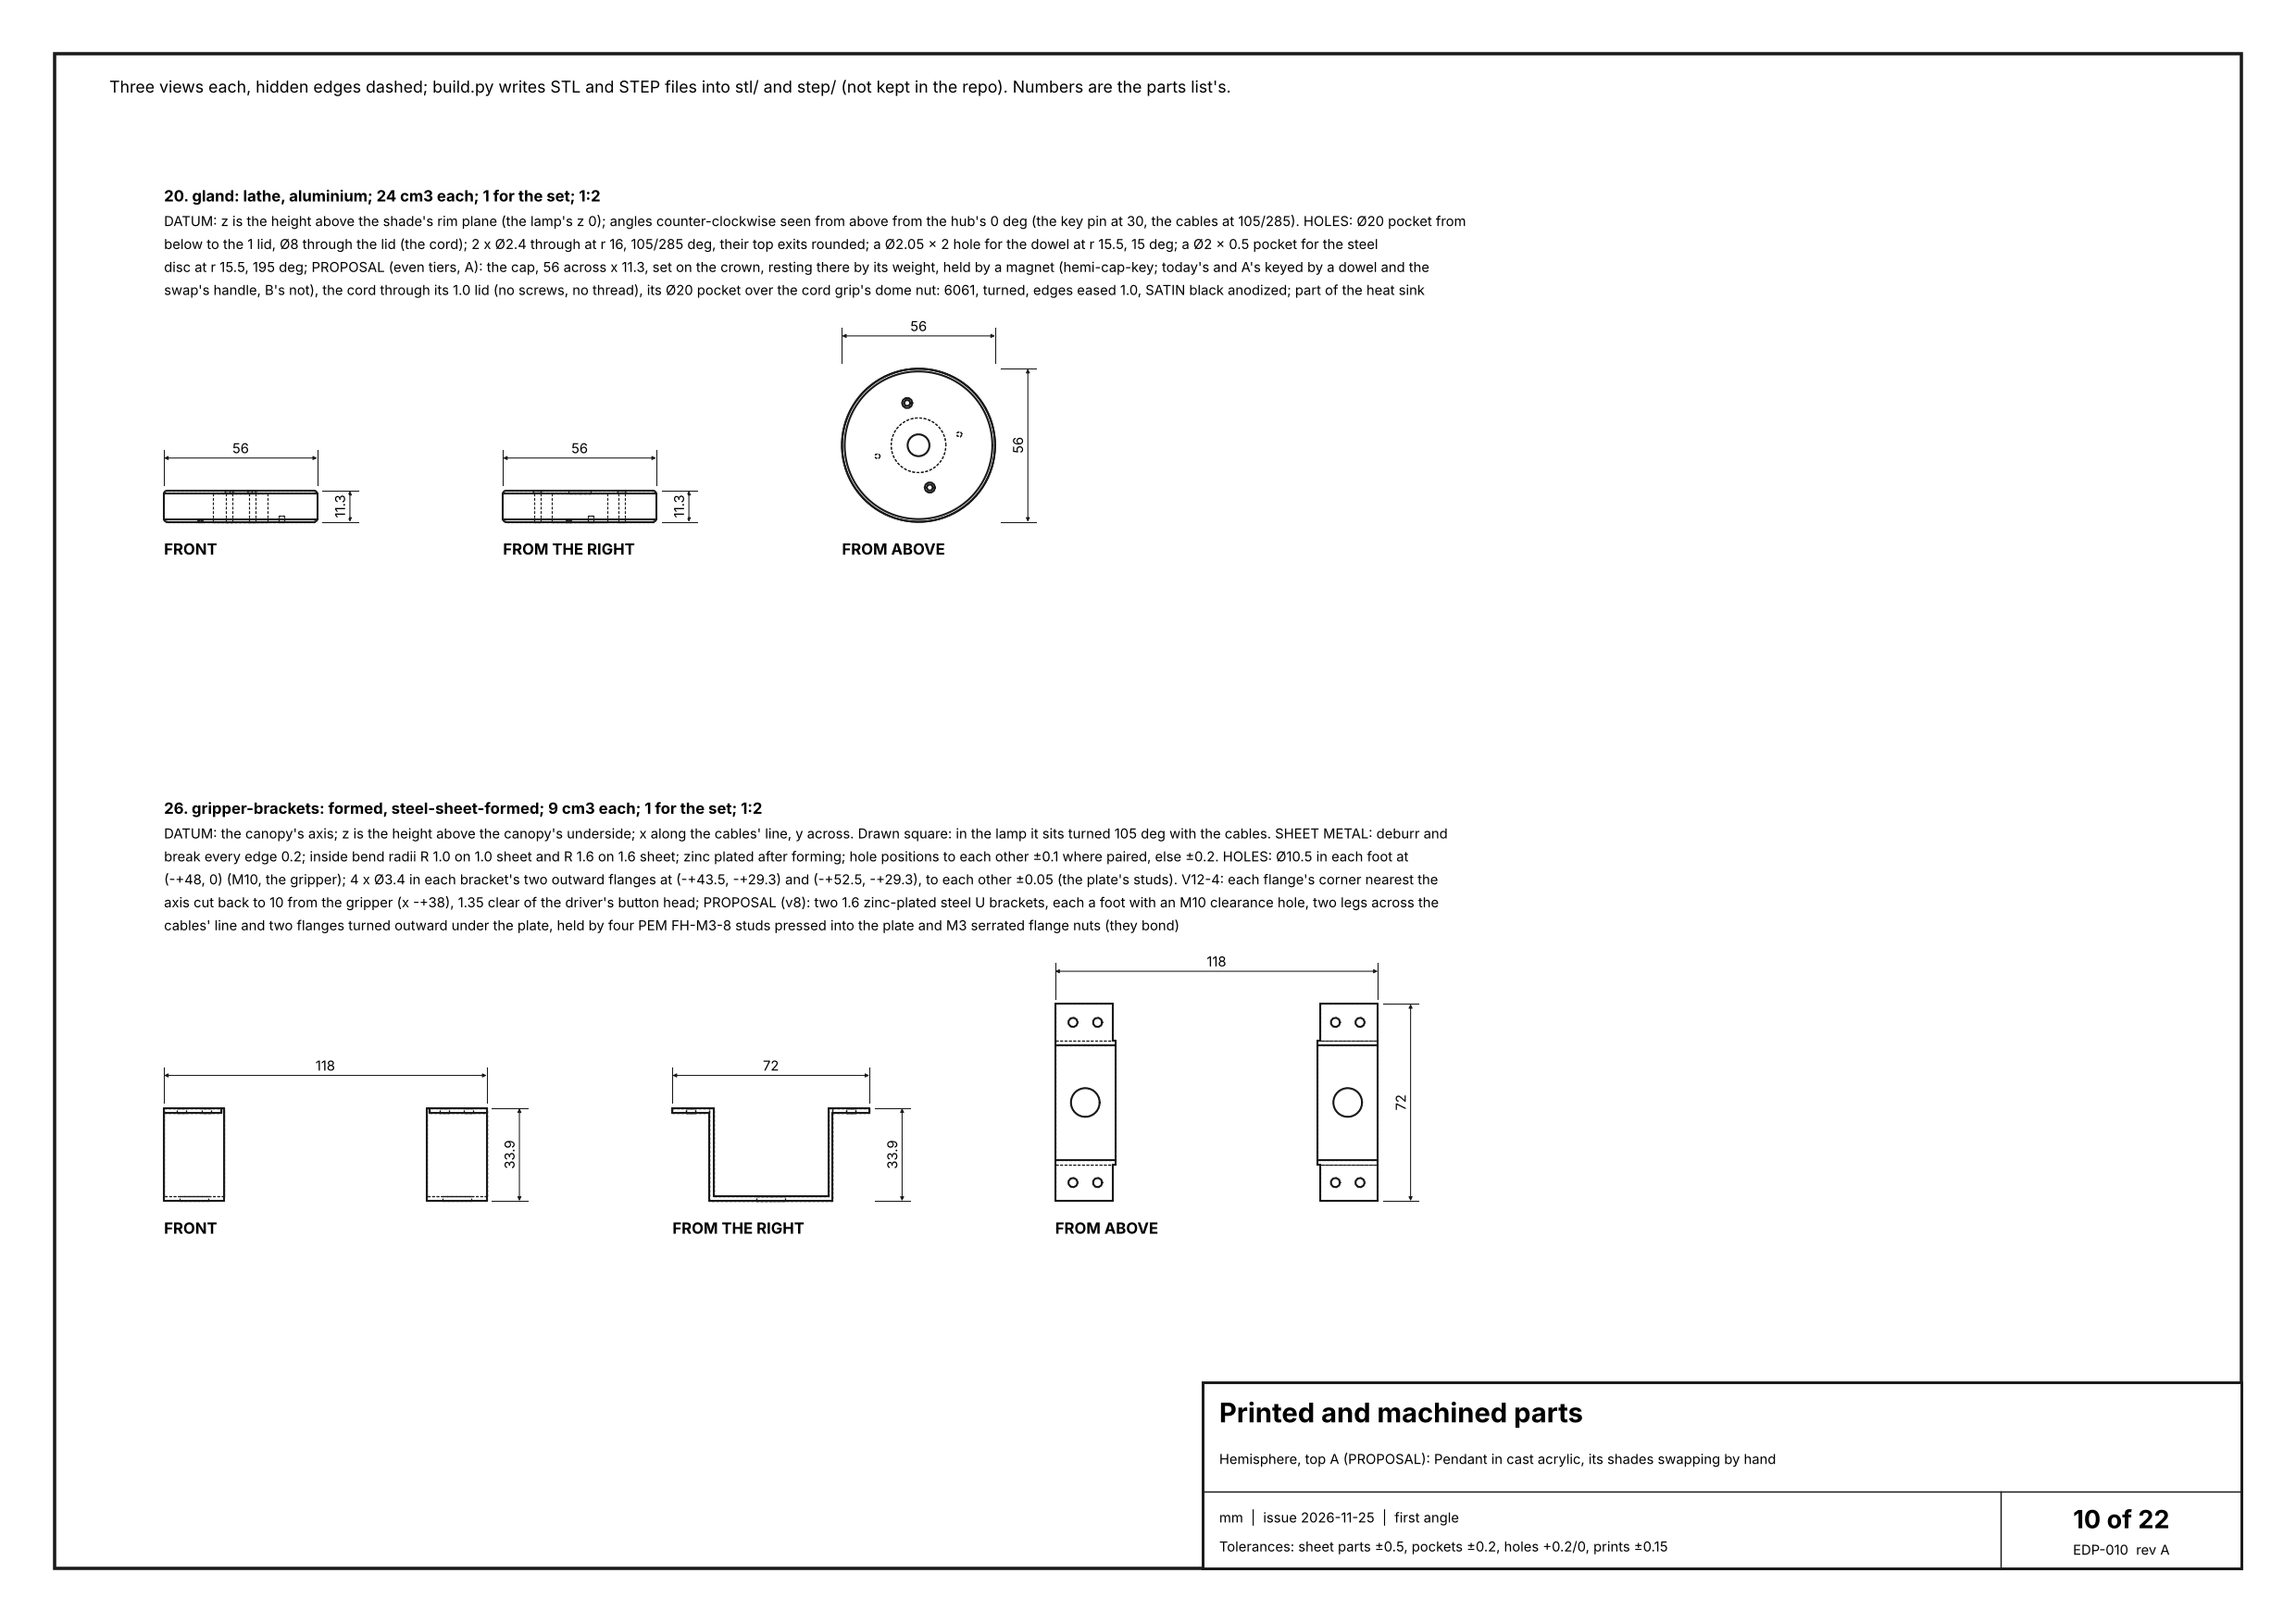 Three views each, hidden edges dashed; build.py writes STL and STEP files into stl/ and step/ (not kept in the repo). Numbers are the parts list's.
20. gland: lathe, aluminium; 24 cm3 each; 1 for the set; 1:2
DATUM: z is the height above the shade's rim plane (the lamp's z 0); angles counter-clockwise seen from above from the hub's 0 deg (the key pin at 30, the cables at 105/285). HOLES: Ø20 pocket from
below to the 1 lid, Ø8 through the lid (the cord); 2 x Ø2.4 through at r 16, 105/285 deg, their top exits rounded; a Ø2.05 × 2 hole for the dowel at r 15.5, 15 deg; a Ø2 × 0.5 pocket for the steel
disc at r 15.5, 195 deg; PROPOSAL (even tiers, A): the cap, 56 across x 11.3, set on the crown, resting there by its weight, held by a magnet (hemi-cap-key; today's and A's keyed by a dowel and the
swap's handle, B's not), the cord through its 1.0 lid (no screws, no thread), its Ø20 pocket over the cord grip's dome nut: 6061, turned, edges eased 1.0, SATIN black anodized; part of the heat sink
56
56
56
56
11.3
11.3
FRONT
FROM THE RIGHT
FROM ABOVE
26. gripper-brackets: formed, steel-sheet-formed; 9 cm3 each; 1 for the set; 1:2
DATUM: the canopy's axis; z is the height above the canopy's underside; x along the cables' line, y across. Drawn square: in the lamp it sits turned 105 deg with the cables. SHEET METAL: deburr and
break every edge 0.2; inside bend radii R 1.0 on 1.0 sheet and R 1.6 on 1.6 sheet; zinc plated after forming; hole positions to each other ±0.1 where paired, else ±0.2. HOLES: Ø10.5 in each foot at
(-+48, 0) (M10, the gripper); 4 x Ø3.4 in each bracket's two outward flanges at (-+43.5, -+29.3) and (-+52.5, -+29.3), to each other ±0.05 (the plate's studs). V12-4: each flange's corner nearest the
axis cut back to 10 from the gripper (x -+38), 1.35 clear of the driver's button head; PROPOSAL (v8): two 1.6 zinc-plated steel U brackets, each a foot with an M10 clearance hole, two legs across the
cables' line and two flanges turned outward under the plate, held by four PEM FH-M3-8 studs pressed into the plate and M3 serrated flange nuts (they bond)
118
118
72
72
33.9
33.9
FRONT
FROM THE RIGHT
FROM ABOVE
Printed and machined parts
Hemisphere, top A (PROPOSAL): Pendant in cast acrylic, its shades swapping by hand
mm | issue 2026-11-25 | first angle
Tolerances: sheet parts ±0.5, pockets ±0.2, holes +0.2/0, prints ±0.15
10 of 22
EDP-010 rev A